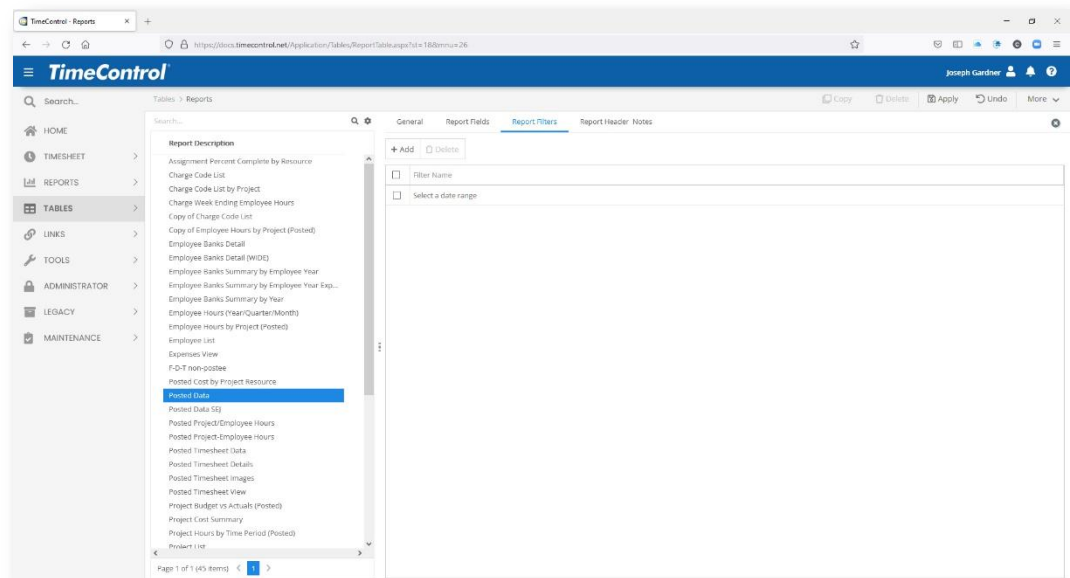 TimeControl - Reports
https://docs.timecontrol.net/Application/Tables/ReportTable.aspx?st=18&mnu=26
TimeControl
Joseph Gardner
Search...
Tables > Reports
Copy
Delete
Apply
Undo
More
HOME
TIMESHEET
REPORTS
TABLES
LINKS
TOOLS
ADMINISTRATOR
LEGACY
MAINTENANCE
Search...
Report Description
Assignment Percent Complete by Resource
Charge Code List
Charge Code List by Project
Charge Week Ending Employee Hours
Copy of Charge Code List
Copy of Employee Hours by Project (Posted)
Employee Banks Detail
Employee Banks Detail (WIDE)
Employee Banks Summary by Employee Year
Employee Banks Summary by Employee Year Exp...
Employee Banks Summary by Year
Employee Hours (Year/Quarter/Month)
Employee Hours by Project (Posted)
Employee List
Expenses View
F-D-T non-postee
Posted Cost by Project Resource
Posted Data
Posted Data SEJ
Posted Project/Employee Hours
Posted Project-Employee Hours
Posted Timesheet Data
Posted Timesheet Details
Posted Timesheet Images
Posted Timesheet View
Project Budget vs Actuals (Posted)
Project Cost Summary
Project Hours by Time Period (Posted)
Project List
Page 1 of 1 (45 items) < 1 >
General
Report Fields
Report Filters
Report Header
Notes
+ Add
Delete
Filter Name
Select a date range